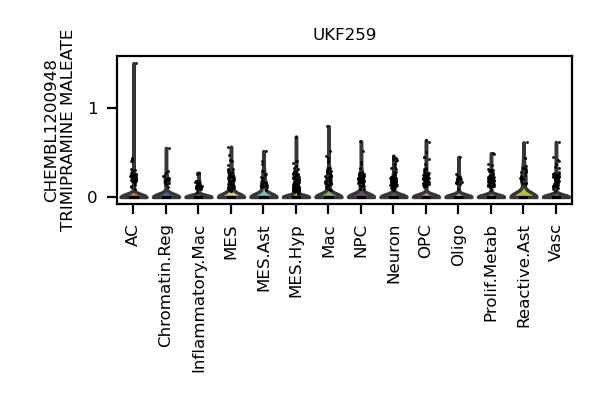 UKF259
CHEMBL1200948
TRIMIPRAMINE MALEATE
1
0
AC
Chromatin.Reg
Inflammatory.Mac
MES
MES.Ast
MES.Hyp
Mac
NPC
Neuron
OPC
Oligo
Prolif.Metab
Reactive.Ast
Vasc